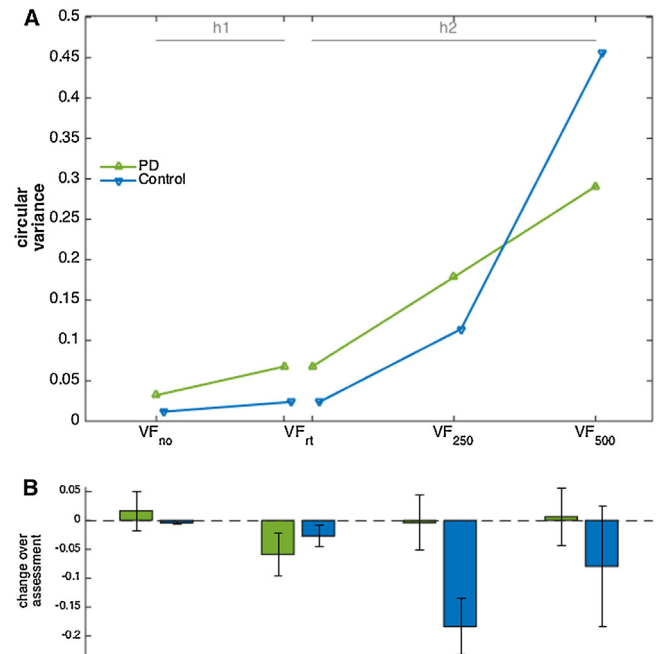 A
0.5
0.45
0.4
0.35
0.3
0.25
0.2
0.15
0.1
0.05
0
circular
variance
h1
h2
PD
Control
VFno
VFrt
VF250
VF500
B
0.05
0
-0.05
-0.1
-0.15
-0.2
change over
assessment